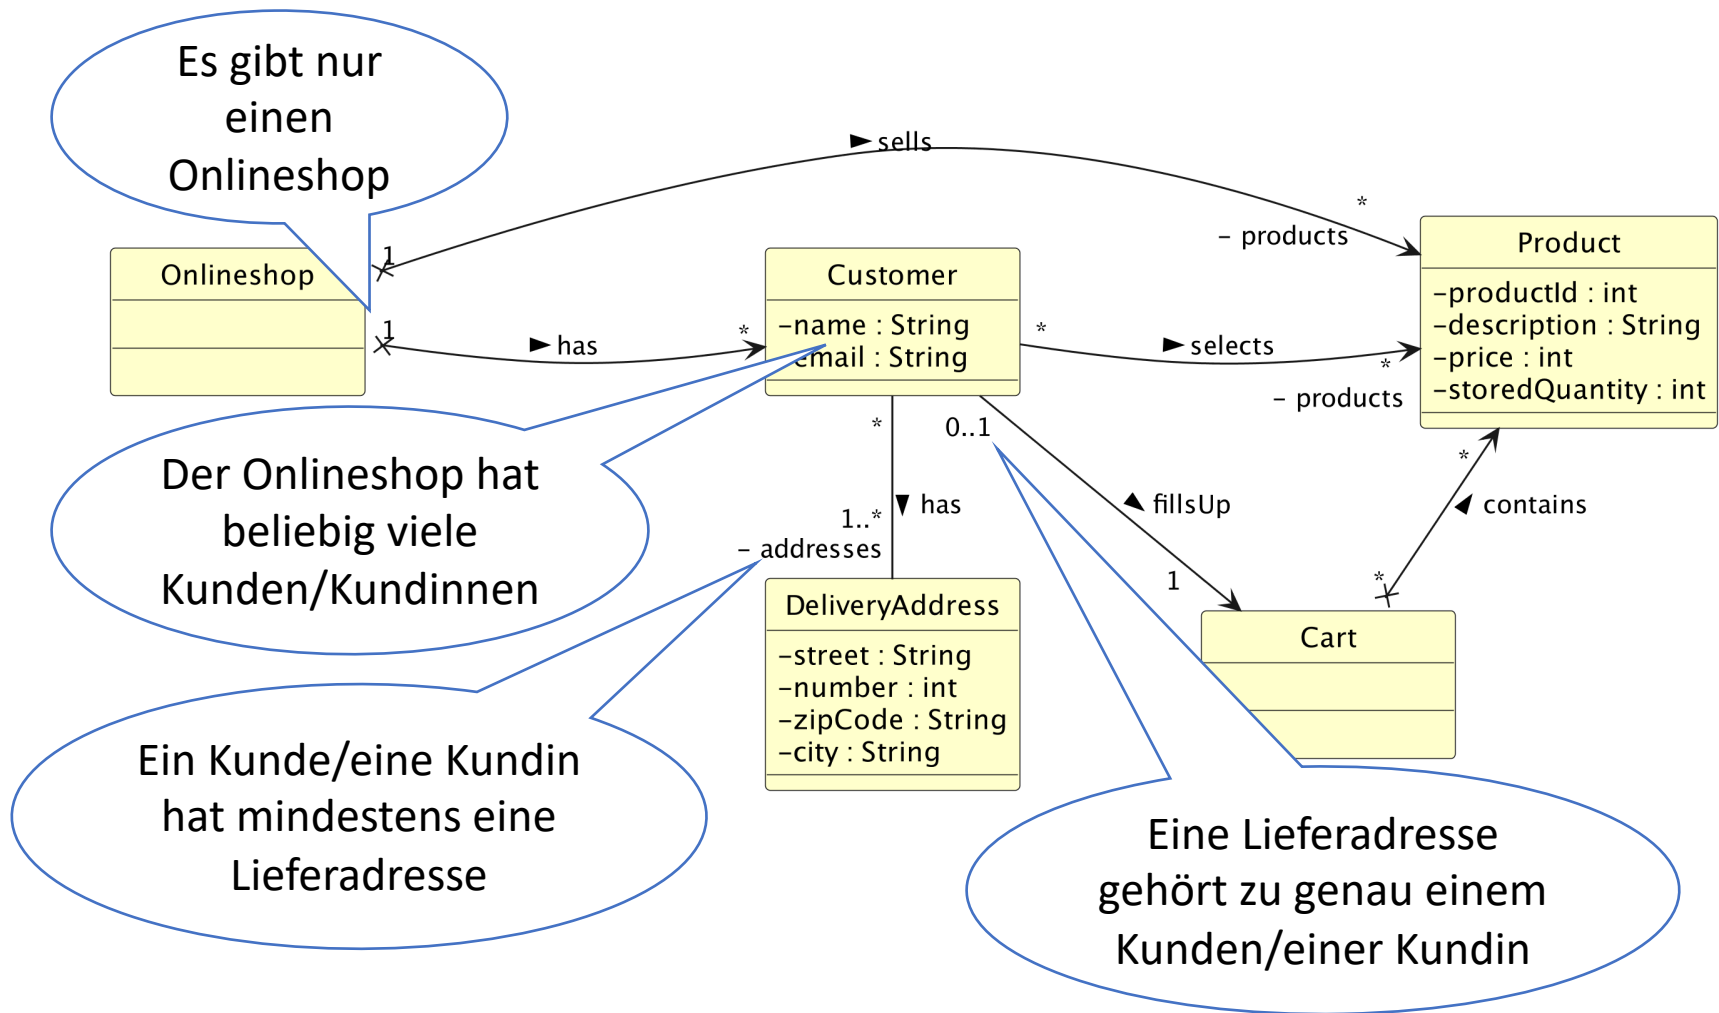 Es gibt nur
einen
Onlineshop
► sells
*
– products
Onlineshop
1
1
► has
*
Customer
–name : String
–email : String
*
► selects
*
– products
Product
–productId : int
–description : String
–price : int
–storedQuantity : int
*
▼ has
1..*
– addresses
0..1
fillsUp
1
*
contains
*
Der Onlineshop hat
beliebig viele
Kunden/Kundinnen
DeliveryAddress
–street : String
–number : int
–zipCode : String
–city : String
Cart
Ein Kunde/eine Kundin
hat mindestens eine
Lieferadresse
Eine Lieferadresse
gehört zu genau einem
Kunden/einer Kundin